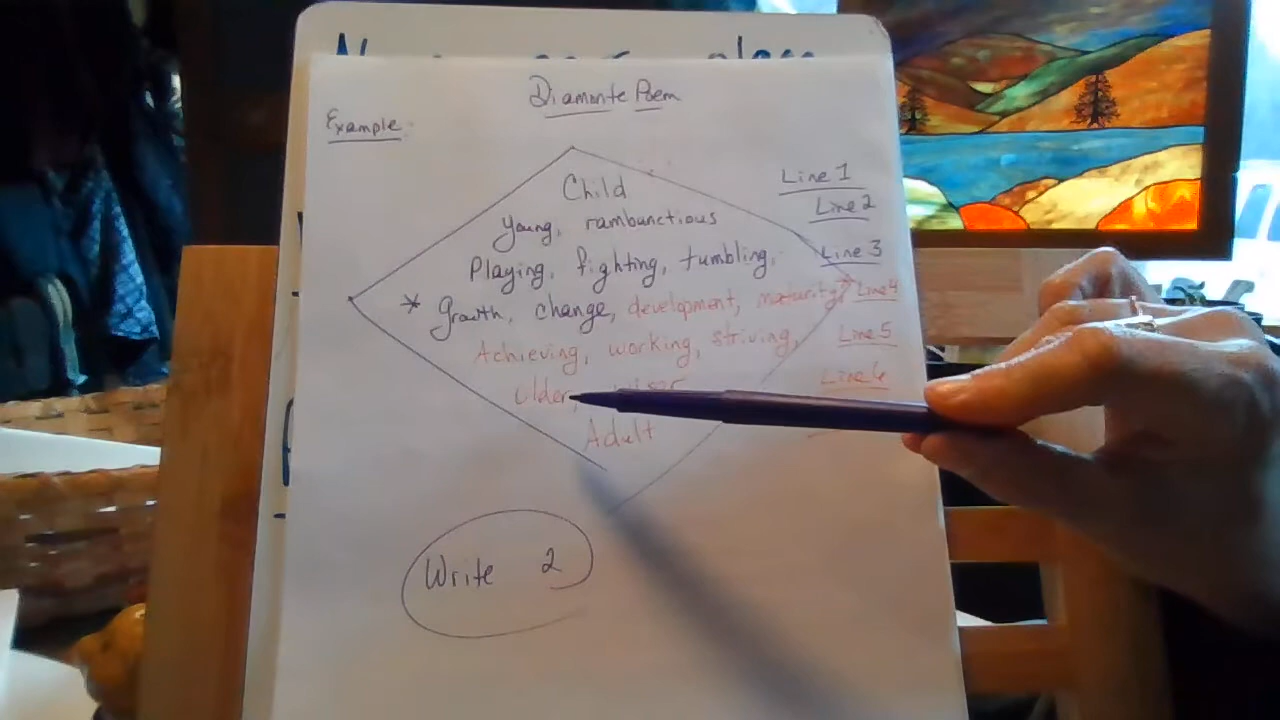 Diamonte Poem
Example
Child
Line 1
Young, rambunctious
Line 2
Playing, fighting, tumbling,
Line 3
* Growth, change, development, maturity,
Line 4
Achieving, working, striving,
Line 5
Older,
Line 6
Adult
Write 2